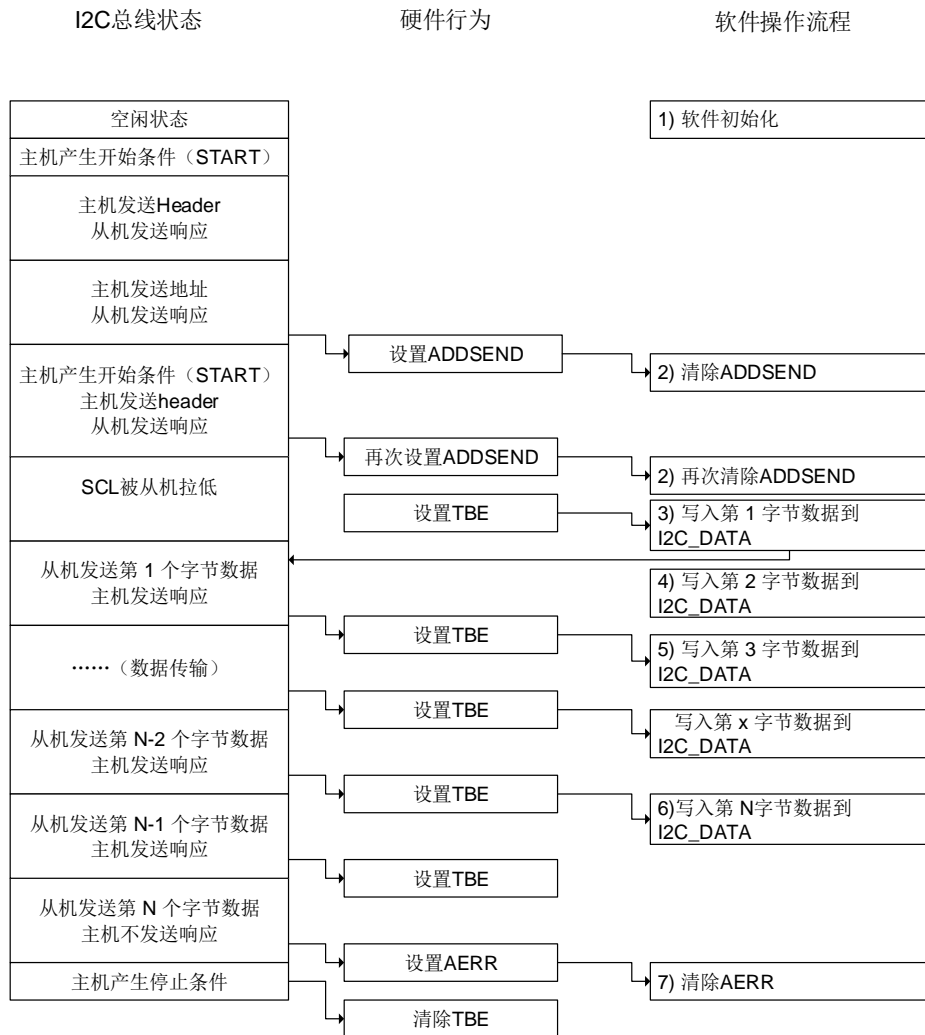 I2C总线状态
硬件行为
软件操作流程
空闲状态
1) 软件初始化
主机产生开始条件（START）
主机发送Header
从机发送响应
主机发送地址
从机发送响应
设置ADDSEND
2) 清除ADDSEND
主机产生开始条件（START）
主机发送header
从机发送响应
再次设置ADDSEND
2) 再次清除ADDSEND
SCL被从机拉低
设置TBE
3) 写入第 1 字节数据到
I2C_DATA
从机发送第 1 个字节数据
主机发送响应
4) 写入第 2 字节数据到
I2C_DATA
设置TBE
5) 写入第 3 字节数据到
I2C_DATA
……（数据传输）
设置TBE
写入第 x 字节数据到
I2C_DATA
从机发送第 N-2 个字节数据
主机发送响应
设置TBE
6)写入第 N字节数据到
I2C_DATA
从机发送第 N-1 个字节数据
主机发送响应
设置TBE
从机发送第 N 个字节数据
主机不发送响应
设置AERR
7) 清除AERR
主机产生停止条件
清除TBE